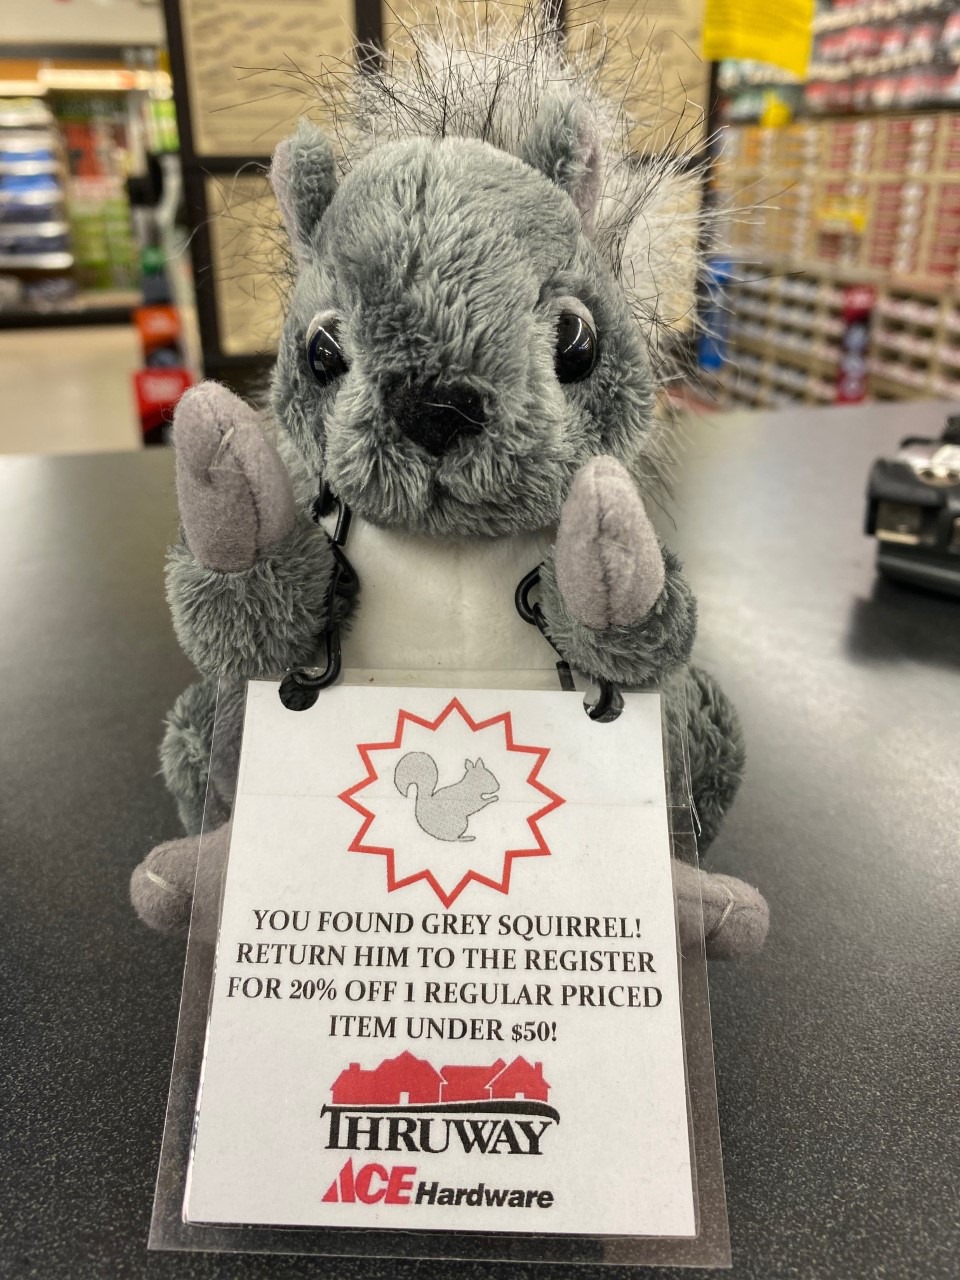 YOU FOUND GREY SQUIRREL!
RETURN HIM TO THE REGISTER
FOR 20% OFF 1 REGULAR PRICED
ITEM UNDER $50!
THRUWAY
ACE Hardware